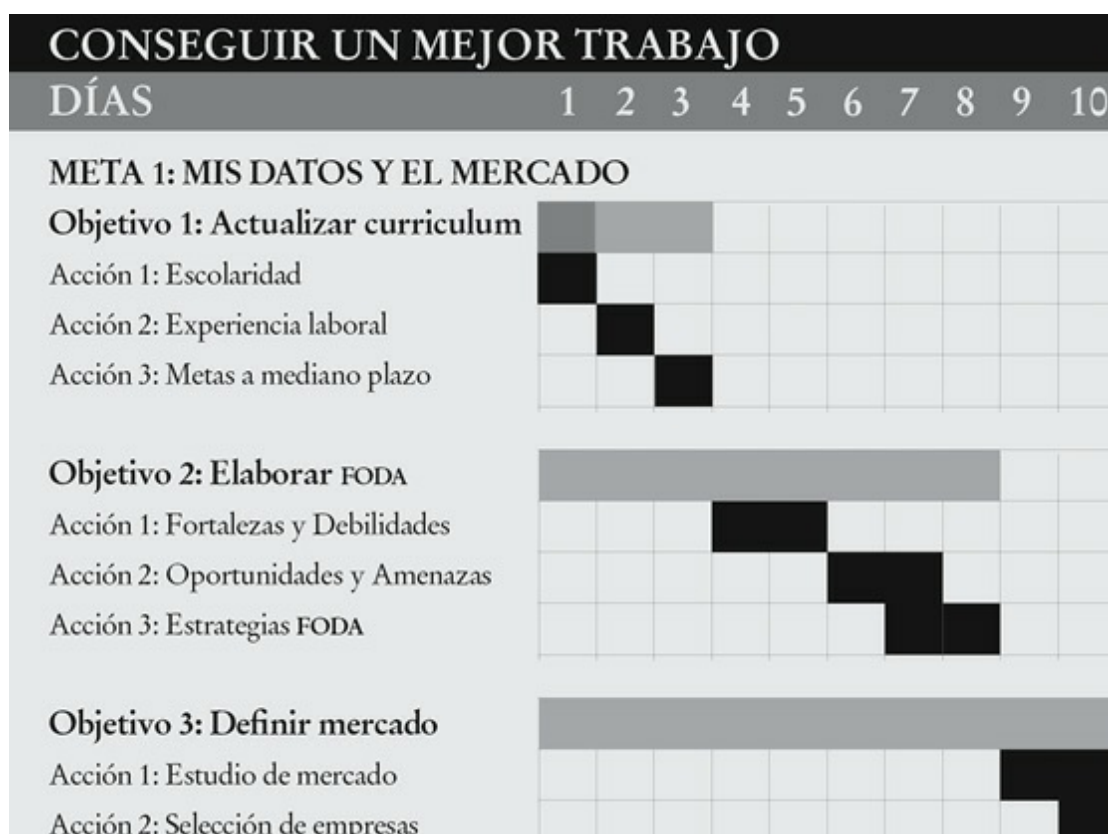 CONSEGUIR UN MEJOR TRABAJO
DÍAS 1 2 3 4 5 6 7 8 9 10
META 1: MIS DATOS Y EL MERCADO
Objetivo 1: Actualizar curriculum
Acción 1: Escolaridad
Acción 2: Experiencia laboral
Acción 3: Metas a mediano plazo
Objetivo 2: Elaborar FODA
Acción 1: Fortalezas y Debilidades
Acción 2: Oportunidades y Amenazas
Acción 3: Estrategias FODA
Objetivo 3: Definir mercado
Acción 1: Estudio de mercado
Acción 2: Selección de empresas